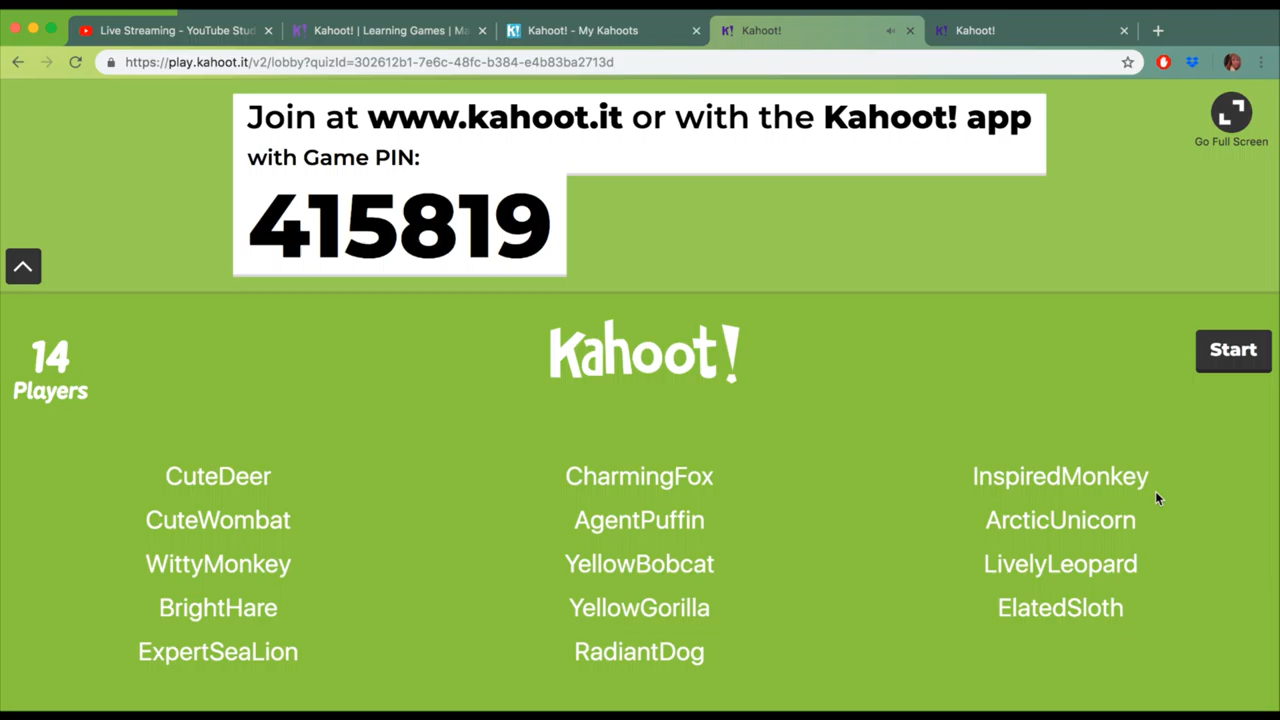 Live Streaming - YouTube Stud
Kahoot! | Learning Games | Ma
Kahoot! - My Kahoots
Kahoot!
Kahoot!
https://play.kahoot.it/v2/lobby?quizId=302612b1-7e6c-48fc-b384-e4b83ba2713d
Join at www.kahoot.it or with the Kahoot! app
with Game PIN:
415819
Go Full Screen
14
Players
Kahoot!
Start
CuteDeer
CharmingFox
InspiredMonkey
CuteWombat
AgentPuffin
ArcticUnicorn
WittyMonkey
YellowBobcat
LivelyLeopard
BrightHare
YellowGorilla
ElatedSloth
ExpertSeaLion
RadiantDog